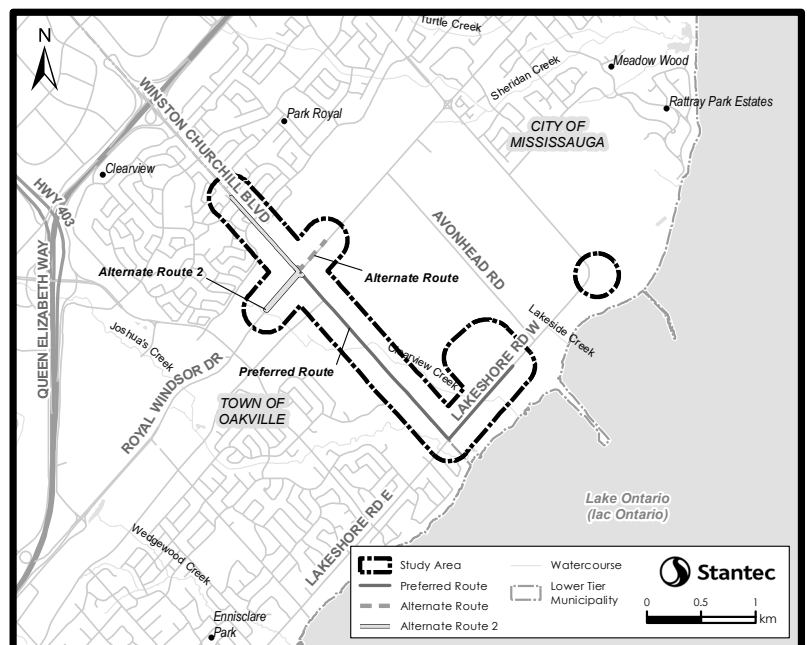 N
Turtle Creek
Meadow Wood
Sheridan Creek
Rattray Park Estates
WINSTON CHURCHILL BLVD
Park Royal
CITY OF
MISSISSAUGA
Clearview
HWY 403
AVONHEAD RD
Alternate Route 2
Alternate Route
QUEEN ELIZABETH WAY
Joshua's Creek
Lakeside Creek
LAKESHORE RD W
Clearview Creek
ROYAL WINDSOR DR
Preferred Route
TOWN OF
OAKVILLE
Lake Ontario
(lac Ontario)
LAKESHORE RD E
Wedgewood Creek
Ennisclare
Park
Study Area
Preferred Route
Alternate Route
Alternate Route 2
Watercourse
Lower Tier
Municipality
Stantec
0 0.5 1
km